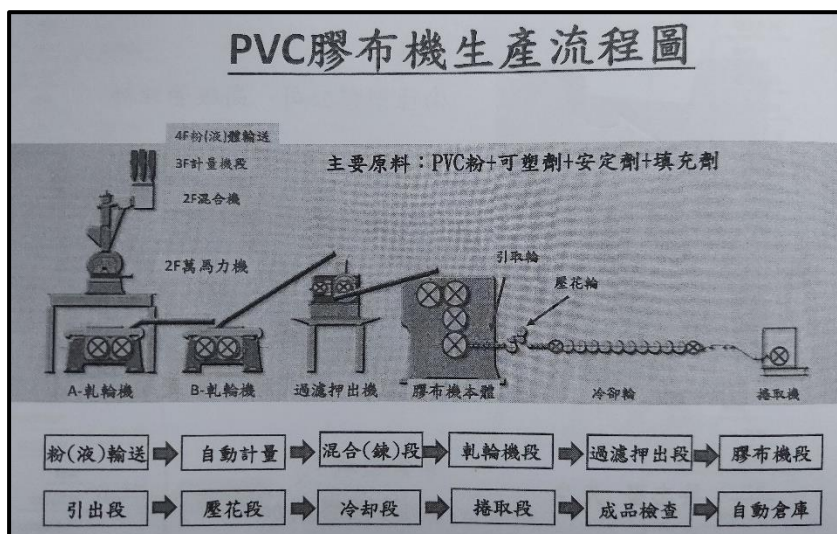 PVC膠布機生產流程圖
4F粉(液)體輸送
3F計量機段
主要原料：PVC粉+可塑劑+安定劑+填充劑
2F混合機
2F萬馬力機
引取輪
壓花輪
A-軋輪機
B-軋輪機
過濾押出機
膠布機本體
冷卻輪
捲取機
粉(液)輸送
自動計量
混合(鍊)段
軋輪機段
過濾押出段
膠布機段
引出段
壓花段
冷却段
捲取段
成品檢查
自動倉庫